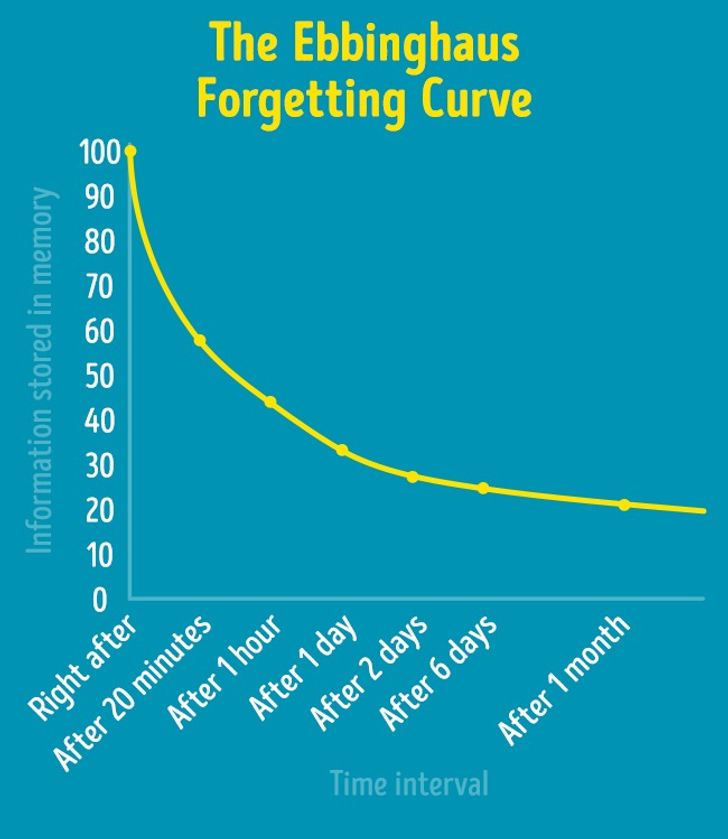 The Ebbinghaus
Forgetting Curve
Information stored in memory
100
90
80
70
60
50
40
30
20
10
0
Right after
After 20 minutes
After 1 hour
After 1 day
After 2 days
After 6 days
After 1 month
Time interval